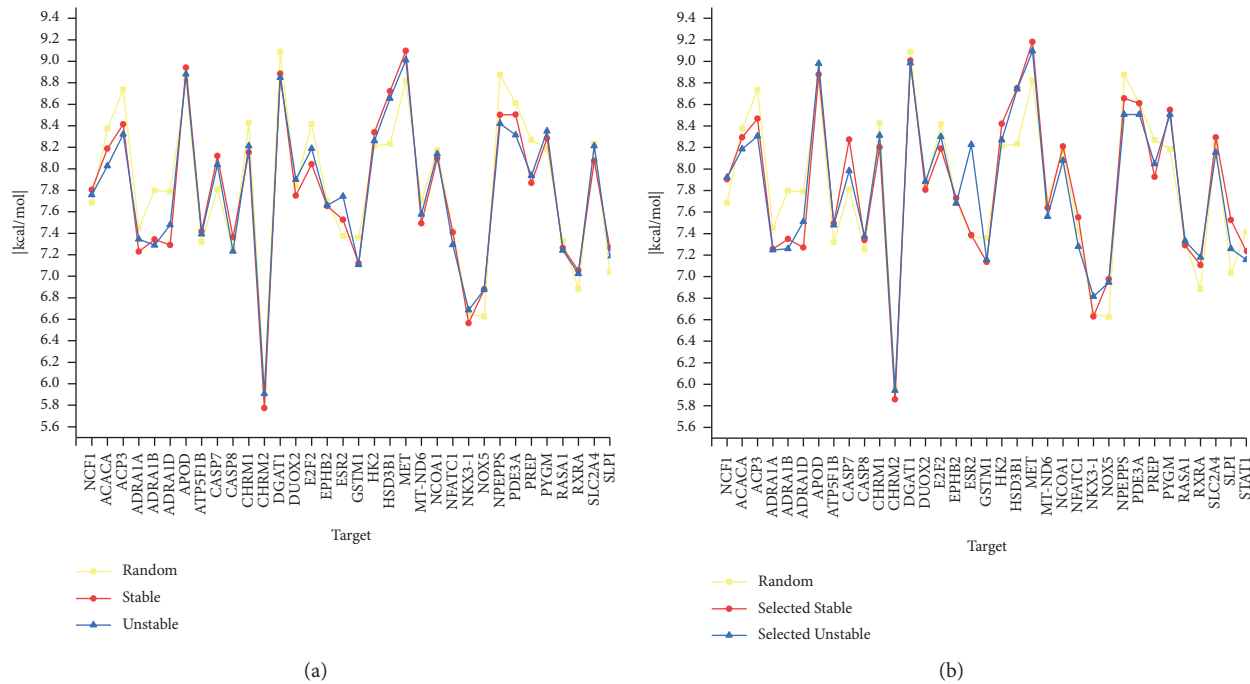 9.4
9.2
9.0
8.8
8.6
8.4
8.2
8.0
7.8
7.6
7.4
7.2
7.0
6.8
6.6
6.4
6.2
6.0
5.8
5.6
|kcal/mol|
NCF1
ACACA
ACP3
ADRA1A
ADRA1B
ADRA1D
APOD
ATP5F1B
CASP7
CASP8
CHRM1
CHRM2
DGAT1
DUOX2
E2F2
EPHB2
ESR2
GSTM1
HK2
HSD3B1
MET
MT-ND6
NCOA1
NFATC1
NKX3-1
NOX5
NPEPPS
PDE3A
PREP
PYGM
RASA1
RXRA
SLC2A4
SLPI
Target
Random
Stable
Unstable
(a)
9.4
9.2
9.0
8.8
8.6
8.4
8.2
8.0
7.8
7.6
7.4
7.2
7.0
6.8
6.6
6.4
6.2
6.0
5.8
5.6
|kcal/mol|
NCF1
ACACA
ACP3
ADRA1A
ADRA1B
ADRA1D
APOD
ATP5F1B
CASP7
CASP8
CHRM1
CHRM2
DGAT1
DUOX2
E2F2
EPHB2
ESR2
GSTM1
HK2
HSD3B1
MET
MT-ND6
NCOA1
NFATC1
NKX3-1
NOX5
NPEPPS
PDE3A
PREP
PYGM
RASA1
RXRA
SLC2A4
SLPI
STAT1
Target
Random
Selected Stable
Selected Unstable
(b)